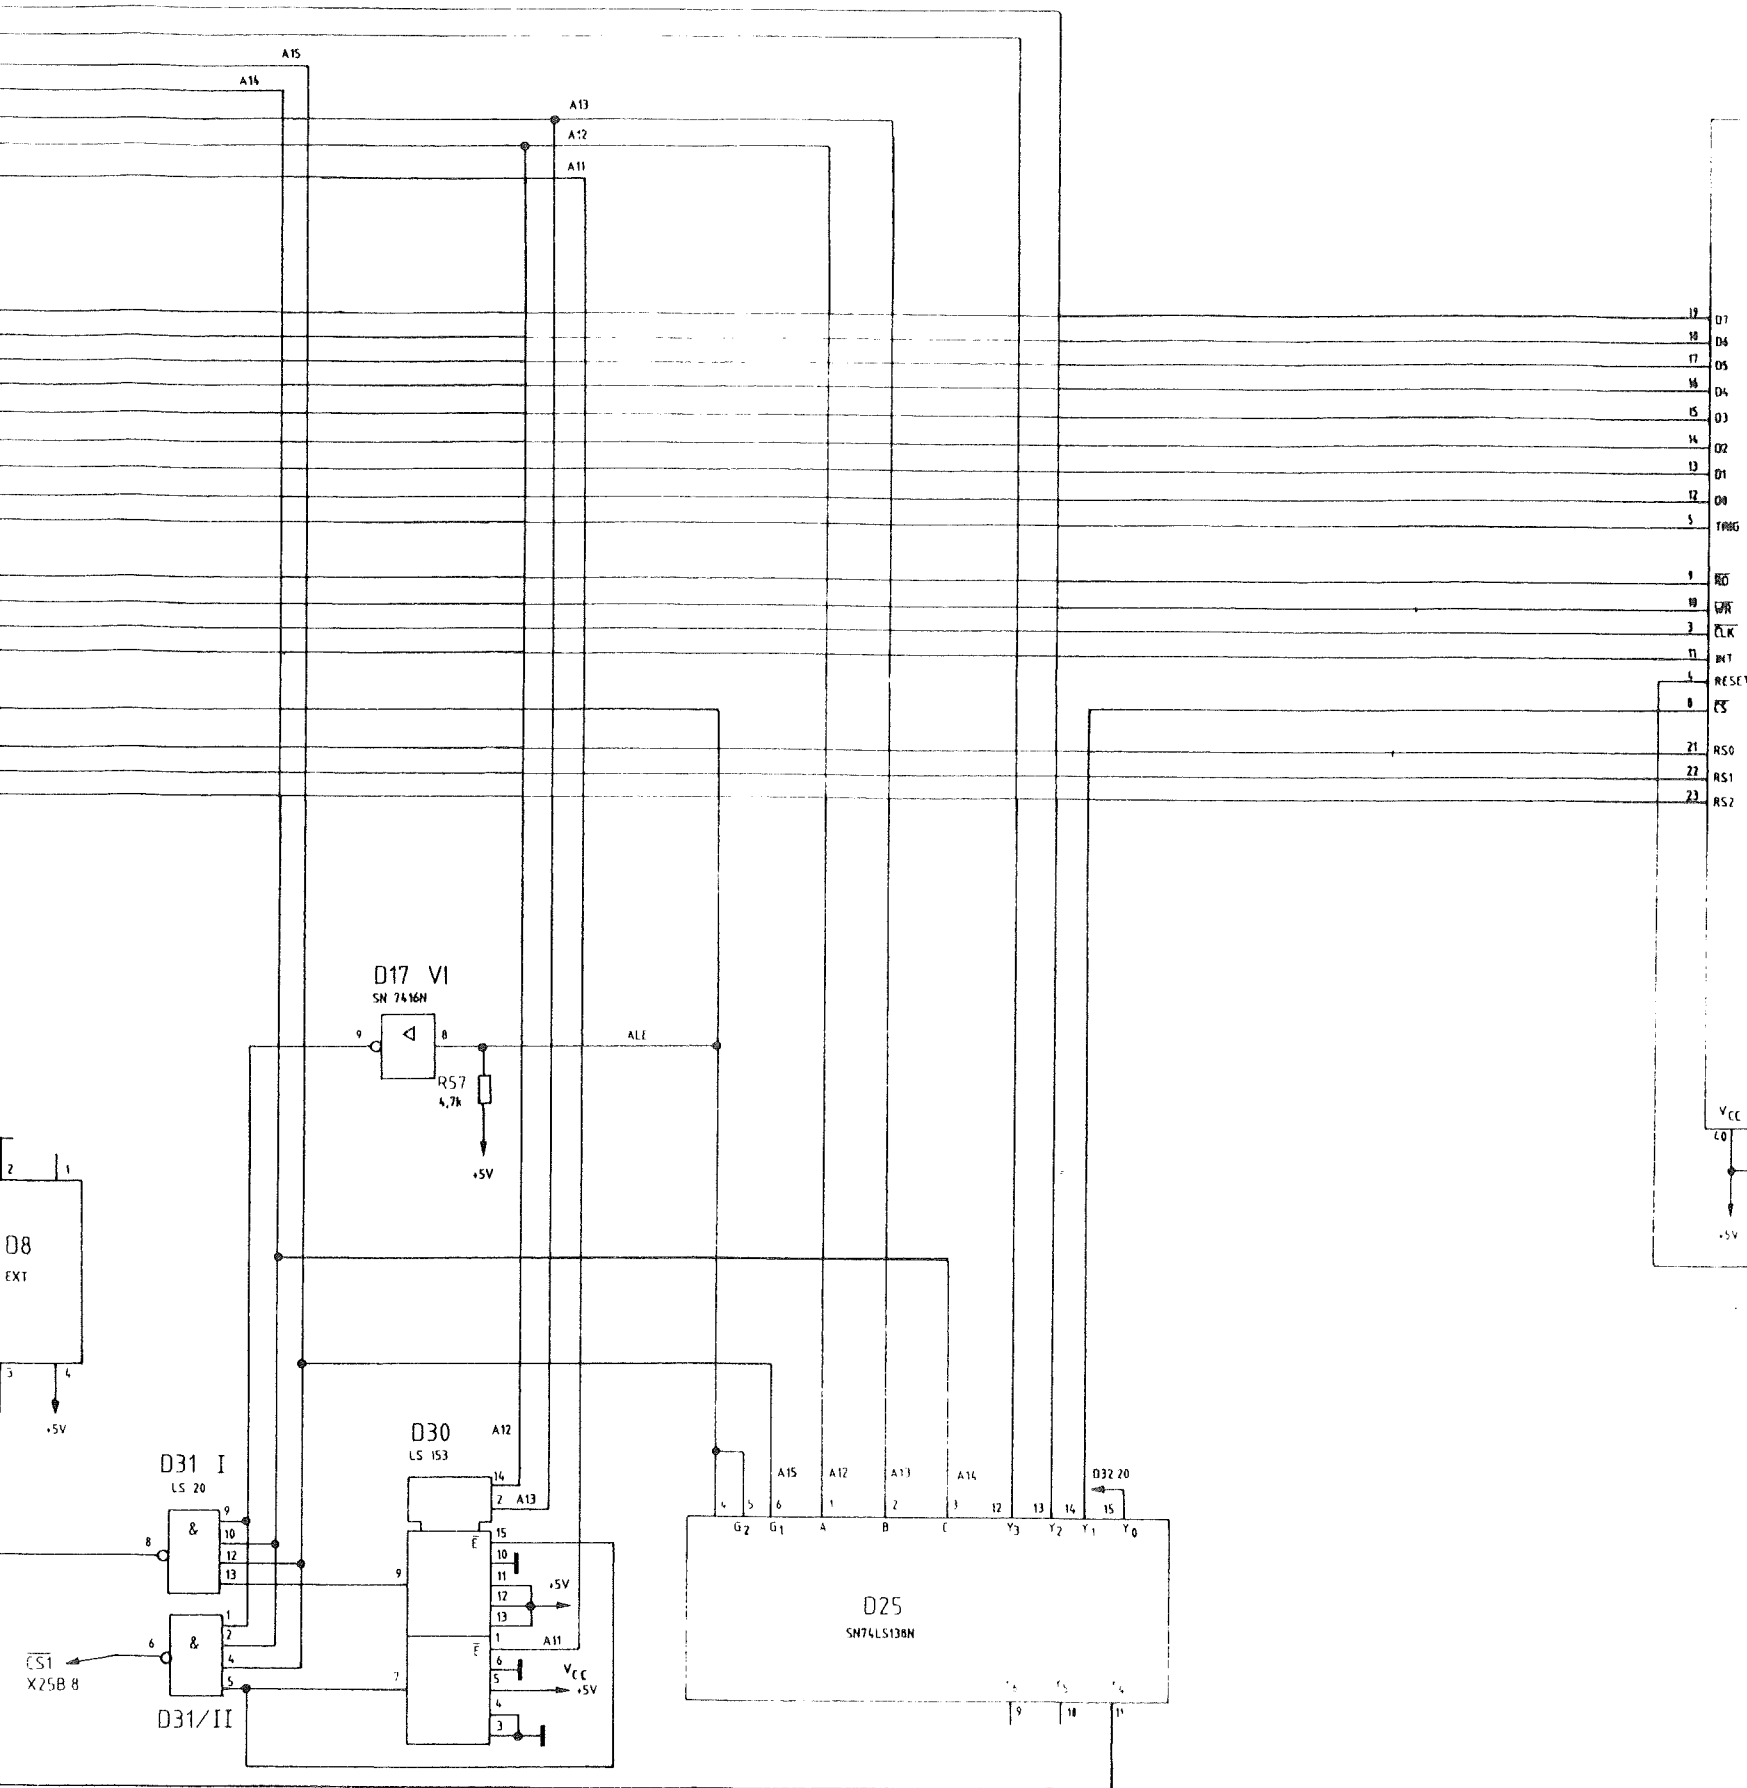 A15
A14
A13
A12
A11
19 D7
18 D6
17 D5
16 D4
15 D3
14 D2
13 D1
12 D0
5 TRIG
9 RD
10 WR
3 CLK
11 INT
4 RESET
8 CS
21 RS0
22 RS1
23 RS2
D17 VI
SN 7416N
9 8
ALE
R57
4,7k
+5V
VCC
40
+5V
2 1
D8
EXT
3 4
+5V
D30
LS 153
A12
14
2 A13
D31 I
LS 20
&
9
10
12
13
8
9
E
15
10
11
12
13
+5V
1
E
A11
6
5
4
3
VCC
+5V
7
&
1
2
4
5
6
CS1
X25B 8
D31/II
A15 A12 A13 A14
D32 20
4 5 6 1 2 3 12 13 14 15
G2 G1 A B C Y3 Y2 Y1 Y0
D25
SN74LS138N
9 10 11